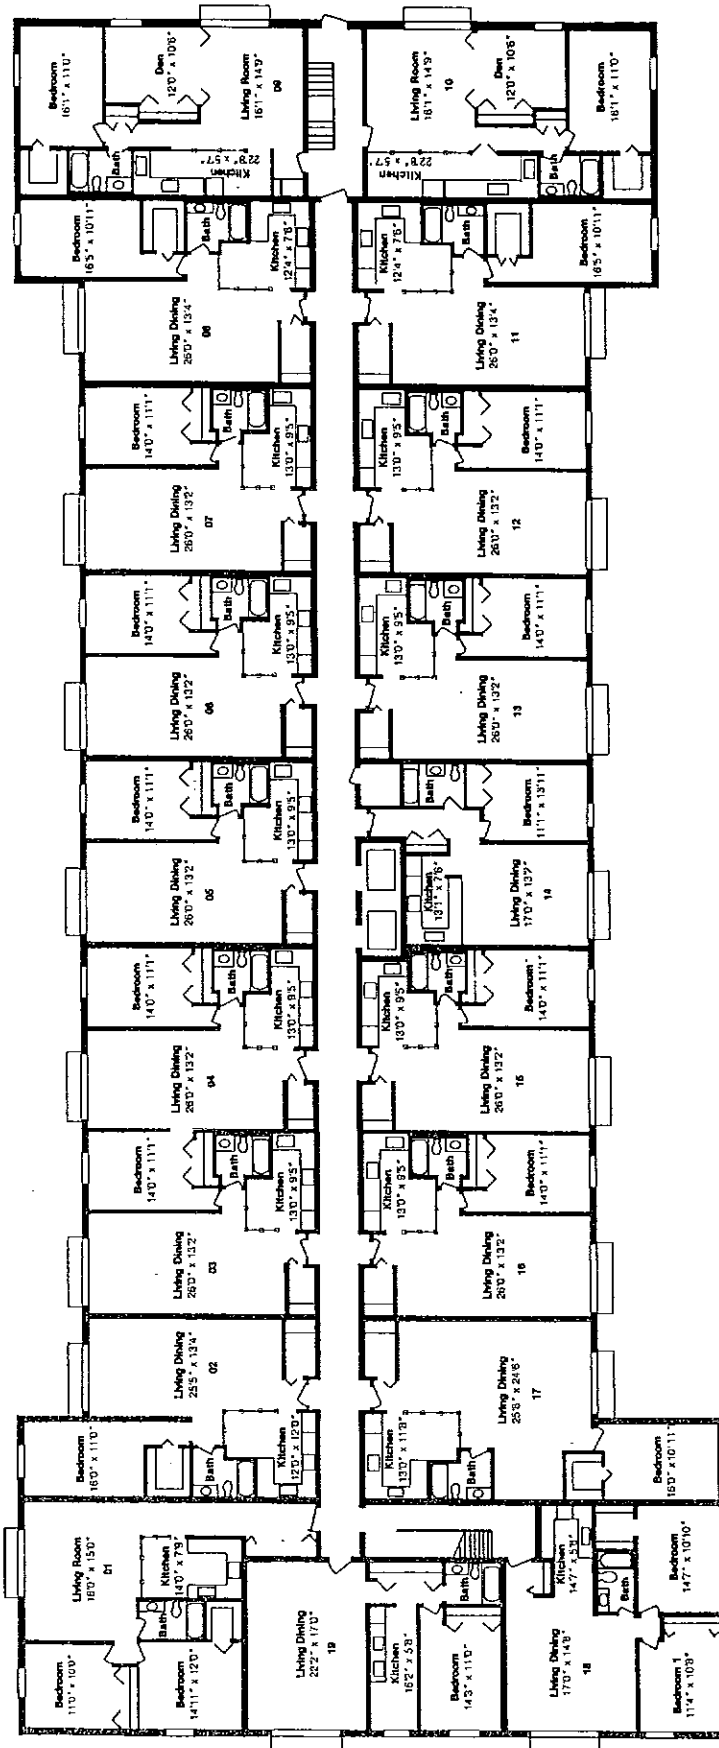 Bedroom
16'1" x 11'0"
Den
12'0" x 10'6"
Living Room
16'1" x 14'9"
09
Bath
Kitchen
22'8" x 5'7"
Living Room
16'1" x 14'9"
10
Den
12'0" x 10'6"
Bedroom
16'1" x 11'0"
Kitchen
22'8" x 5'7"
Bath
Bedroom
16'5" x 10'11"
Bath
Kitchen
12'4" x 7'6"
Living Dining
26'0" x 13'4"
08
Kitchen
12'4" x 7'6"
Bath
Bedroom
16'5" x 10'11"
Living Dining
26'0" x 13'4"
11
Bedroom
14'0" x 11'1"
Bath
Kitchen
13'0" x 9'5"
Living Dining
26'0" x 13'2"
07
Kitchen
13'0" x 9'5"
Bath
Bedroom
14'0" x 11'1"
Living Dining
26'0" x 13'2"
12
Bedroom
14'0" x 11'1"
Bath
Kitchen
13'0" x 9'5"
Living Dining
26'0" x 13'2"
06
Kitchen
13'0" x 9'5"
Bath
Bedroom
14'0" x 11'1"
Living Dining
26'0" x 13'2"
13
Bedroom
14'0" x 11'1"
Bath
Kitchen
13'0" x 9'5"
Living Dining
26'0" x 13'2"
05
Bath
Bedroom
11'1" x 13'11"
Kitchen
13'1" x 7'6"
Living Dining
17'0" x 13'2"
14
Bedroom
14'0" x 11'1"
Bath
Kitchen
13'0" x 9'5"
Living Dining
26'0" x 13'2"
04
Kitchen
13'0" x 9'5"
Bath
Bedroom
14'0" x 11'1"
Living Dining
26'0" x 13'2"
15
Bedroom
14'0" x 11'1"
Bath
Kitchen
13'0" x 9'5"
Living Dining
26'0" x 13'2"
03
Kitchen
13'0" x 9'5"
Bath
Bedroom
14'0" x 11'1"
Living Dining
26'0" x 13'2"
16
Living Dining
25'5" x 13'4"
02
Bedroom
16'0" x 11'0"
Bath
Kitchen
12'0" x 12'0"
Living Dining
25'8" x 24'6"
17
Kitchen
13'0" x 11'8"
Bath
Bedroom
16'0" x 10'11"
Living Room
18'0" x 15'0"
01
Kitchen
14'0" x 7'9"
Bath
Bedroom
11'0" x 10'0"
Bedroom
14'11" x 12'0"
Living Dining
22'2" x 17'0"
19
Kitchen
16'2" x 5'8"
Bath
Bedroom
14'3" x 11'0"
Kitchen
Living Dining
17'0" x 14'8"
18
Bath
Bedroom
14'7" x 10'10"
Bedroom 1
11'4" x 10'8"